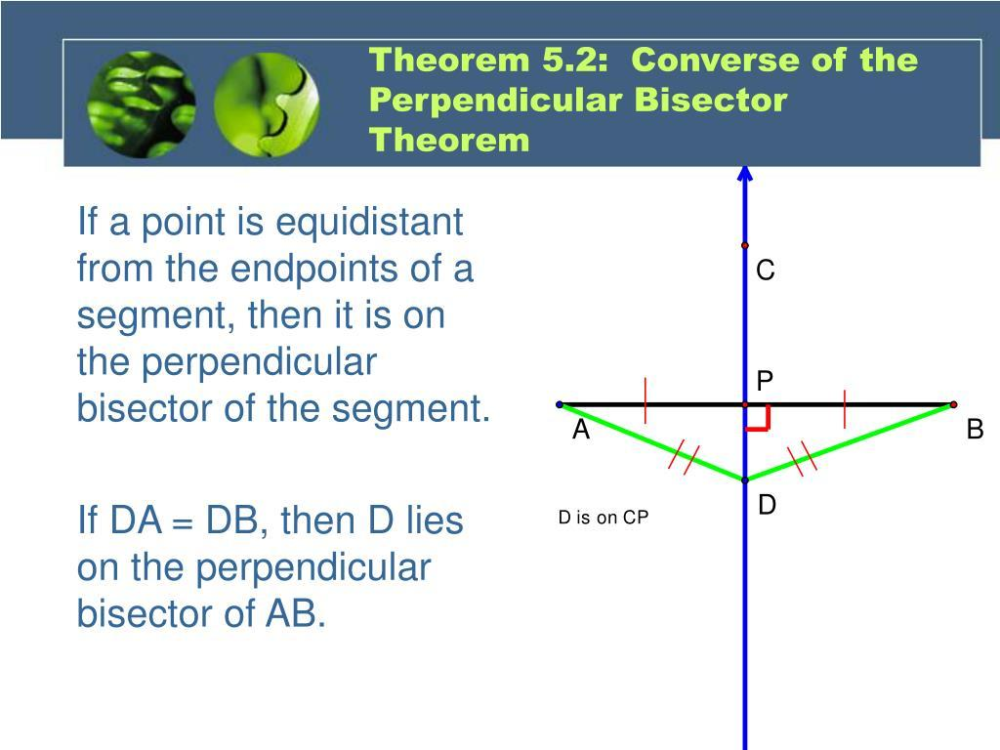 Theorem 5.2:  Converse of the
Perpendicular Bisector
Theorem
If a point is equidistant
from the endpoints of a
segment, then it is on
the perpendicular
bisector of the segment.
If DA = DB, then D lies
on the perpendicular
bisector of AB.
C
P
A
B
D
D is on CP